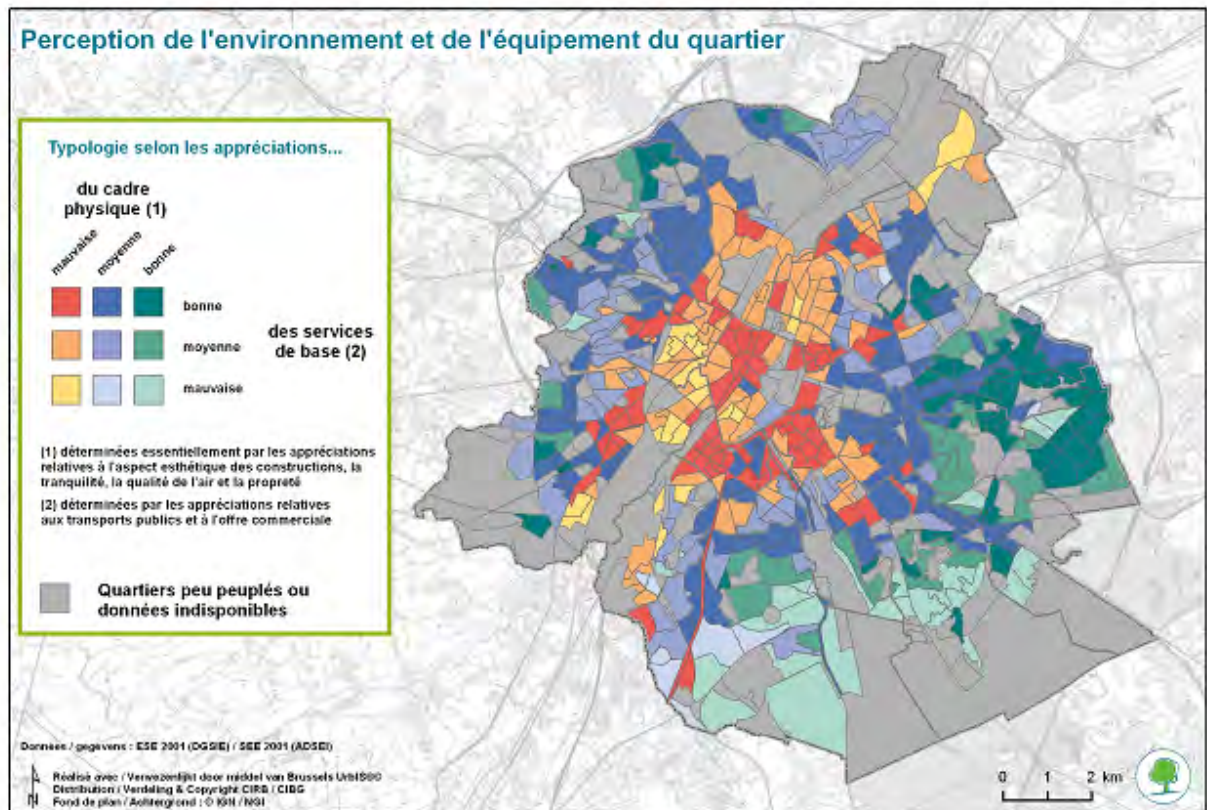 Perception de l'environnement et de l'équipement du quartier
Typologie selon les appréciations...
du cadre
physique (1)
mauvaise
moyenne
bonne
bonne
moyenne
mauvaise
des services
de base (2)
(1) déterminées essentiellement par les appréciations
relatives à l'aspect esthétique des constructions, la
tranquilité, la qualité de l'air et la propreté
(2) déterminées par les appréciations relatives
aux transports publics et à l'offre commerciale
Quartiers peu peuplés ou
données indisponibles
Données / gegevens : ESE 2001 (DGSIE) / SEE 2001 (ADSEI)
Réalisé avec / Verwezenlijkt door middel van Brussels UrbIS©®
Distribution / Verdeling & Copyright CIRB / CIBG
Fond de plan / Achtergrond : © IGN / NGI
N
0 1 2 km